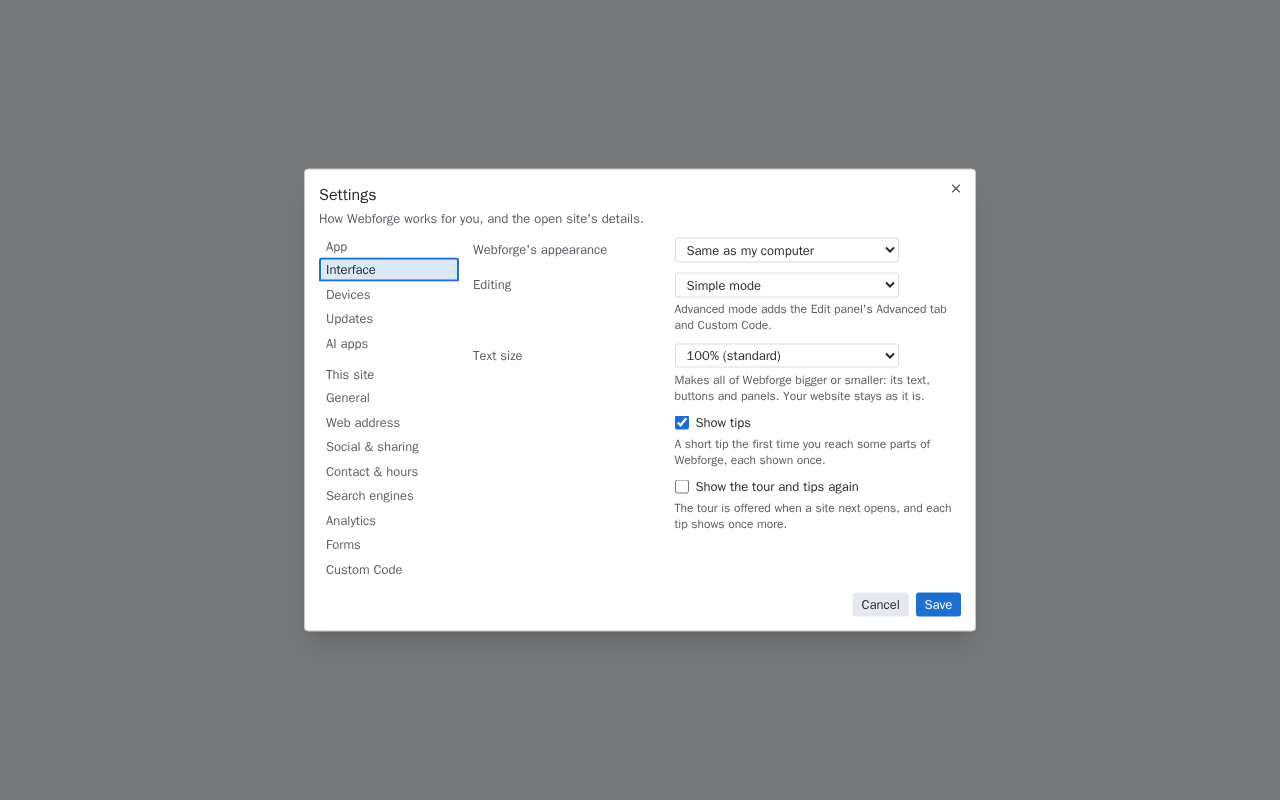 Settings
How Webforge works for you, and the open site's details.
App
Interface
Devices
Updates
AI apps
This site
General
Web address
Social & sharing
Contact & hours
Search engines
Analytics
Forms
Custom Code
Webforge's appearance
Same as my computer
Editing
Simple mode
Advanced mode adds the Edit panel's Advanced tab
and Custom Code.
Text size
100% (standard)
Makes all of Webforge bigger or smaller: its text,
buttons and panels. Your website stays as it is.
Show tips
A short tip the first time you reach some parts of
Webforge, each shown once.
Show the tour and tips again
The tour is offered when a site next opens, and each
tip shows once more.
Cancel
Save